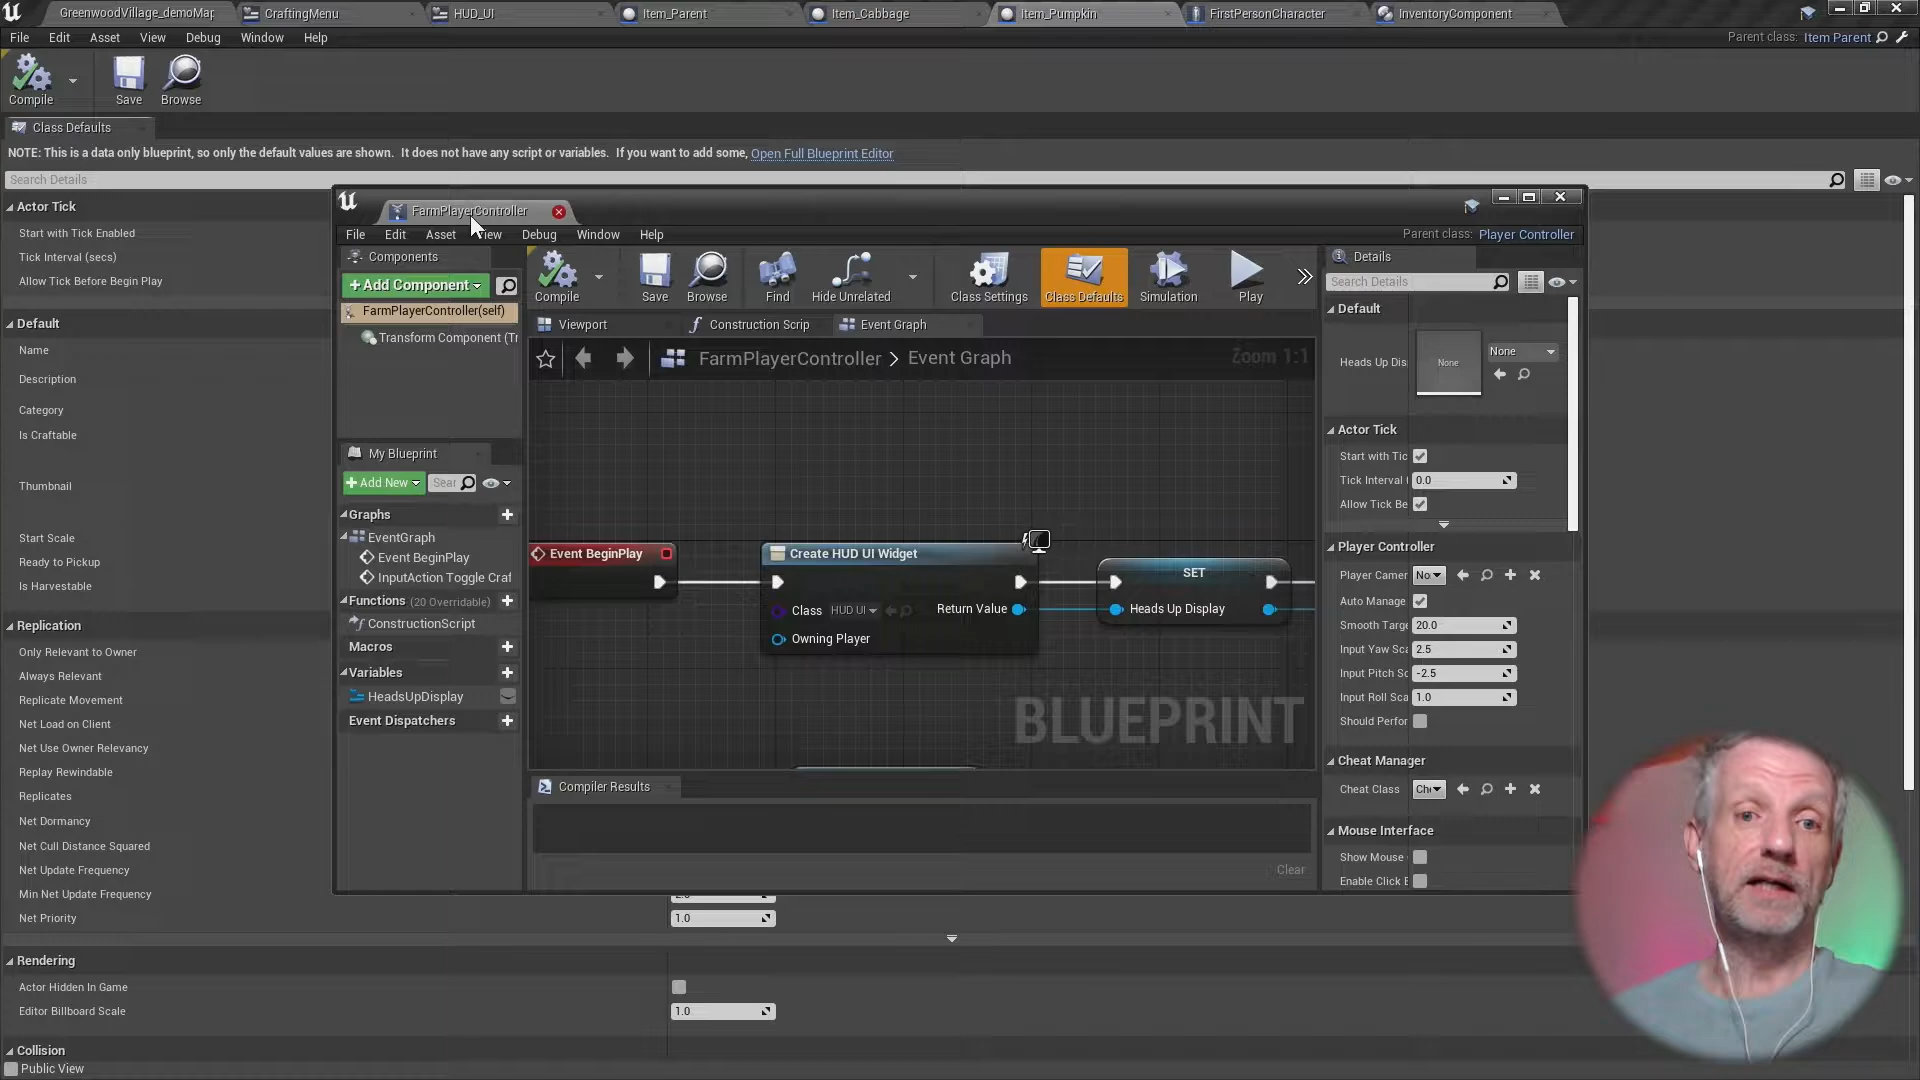 GreenwoodVillage_demoMap
CraftingMenu
HUD_UI
Item_Parent
Item_Cabbage
Item_Pumpkin
FirstPersonCharacter
InventoryComponent
File Edit Asset View Debug Window Help
Parent class: Item Parent
Compile
Save
Browse
Class Defaults
NOTE: This is a data only blueprint, so only the default values are shown. It does not have any script or variables. If you want to add some, Open Full Blueprint Editor
Search Details
Actor Tick
Start with Tick Enabled
Tick Interval (secs)
Allow Tick Before Begin Play
Default
Name
Description
Category
Is Craftable
Thumbnail
Start Scale
Ready to Pickup
Is Harvestable
Replication
Only Relevant to Owner
Always Relevant
Replicate Movement
Net Load on Client
Net Use Owner Relevancy
Replay Rewindable
Replicates
Net Dormancy
Net Cull Distance Squared
Net Update Frequency
Min Net Update Frequency
Net Priority
1.0
Rendering
Actor Hidden In Game
Editor Billboard Scale
1.0
Collision
Public View
FarmPlayerController
File Edit Asset View Debug Window Help
Parent class: Player Controller
Components
+Add Component
FarmPlayerController(self)
Transform Component (Tr
My Blueprint
+Add New
Sear
Graphs
EventGraph
Event BeginPlay
InputAction Toggle Craf
Functions (20 Overridable)
ConstructionScript
Macros
Variables
HeadsUpDisplay
Event Dispatchers
Compile
Save
Browse
Find
Hide Unrelated
Class Settings
Class Defaults
Simulation
Play
Viewport
Construction Scrip
Event Graph
FarmPlayerController > Event Graph
Zoom 1:1
Event BeginPlay
Create HUD UI Widget
Class HUD UI
Return Value
Owning Player
SET
Heads Up Display
BLUEPRINT
Compiler Results
Clear
Details
Search Details
Default
Heads Up Dis
None
None
Actor Tick
Start with Tic
Tick Interval (
0.0
Allow Tick Be
Player Controller
Player Camer
No
Auto Manage
Smooth Targe
20.0
Input Yaw Sca
2.5
Input Pitch Sc
-2.5
Input Roll Sca
1.0
Should Perfor
Cheat Manager
Cheat Class
Che
Mouse Interface
Show Mouse
Enable Click E